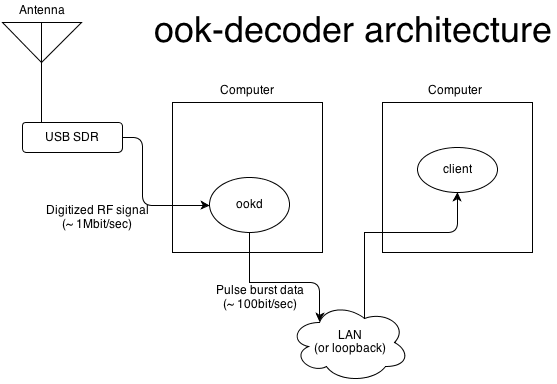 Antenna
ook-decoder architecture
Computer
Computer
USB SDR
client
ookd
Digitized RF signal
(~ 1Mbit/sec)
Pulse burst data
(~ 100bit/sec)
LAN
(or loopback)